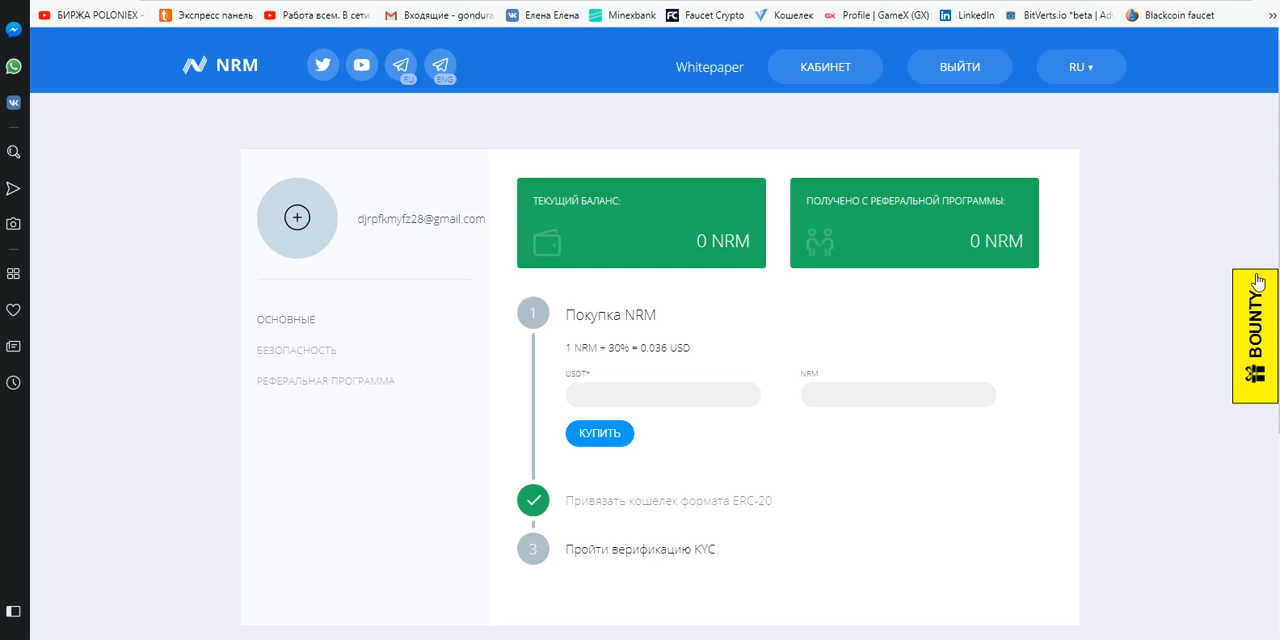 БИРЖА POLONIEX -
Экспресс панель
Работа всем. В сети
Входящие - gondura
Елена Елена
Minexbank
Faucet Crypto
Кошелек
Profile | GameX (GX)
LinkedIn
BitVerts.io *beta | Adv
Blackcoin faucet
»
NRM
RU
ENG
Whitepaper
КАБИНЕТ
ВЫЙТИ
RU ▾
djrpfkmyfz28@gmail.com
ОСНОВНЫЕ
БЕЗОПАСНОСТЬ
РЕФЕРАЛЬНАЯ ПРОГРАММА
ТЕКУЩИЙ БАЛАНС:
0 NRM
ПОЛУЧЕНО С РЕФЕРАЛЬНОЙ ПРОГРАММЫ:
0 NRM
1
Покупка NRM
1 NRM + 30% = 0.036 USD
USDT*
NRM
КУПИТЬ
Привязать кошелек формата ERC-20
3
Пройти верификацию KYC
BOUNTY